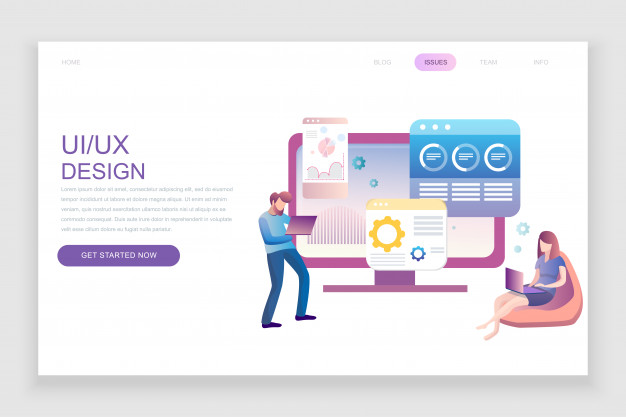 HOME
BLOG
ISSUES
TEAM
INFO
UI/UX
DESIGN
Lorem ipsum dolor sit amet, consectetur adipiscing elit, sed
do eiusmod tempor incididunt ut labore et dolore magna
aliqua. Ut enim ad minim veniam, quis nostrud exercitation
ullamco laboris nisi ut aliquip ex ea commodo consequat.
Duis aute irure dolor in reprehenderit in voluptate
velit esse cillum dolore eu fugiat nulla pariatur.
GET STARTED NOW